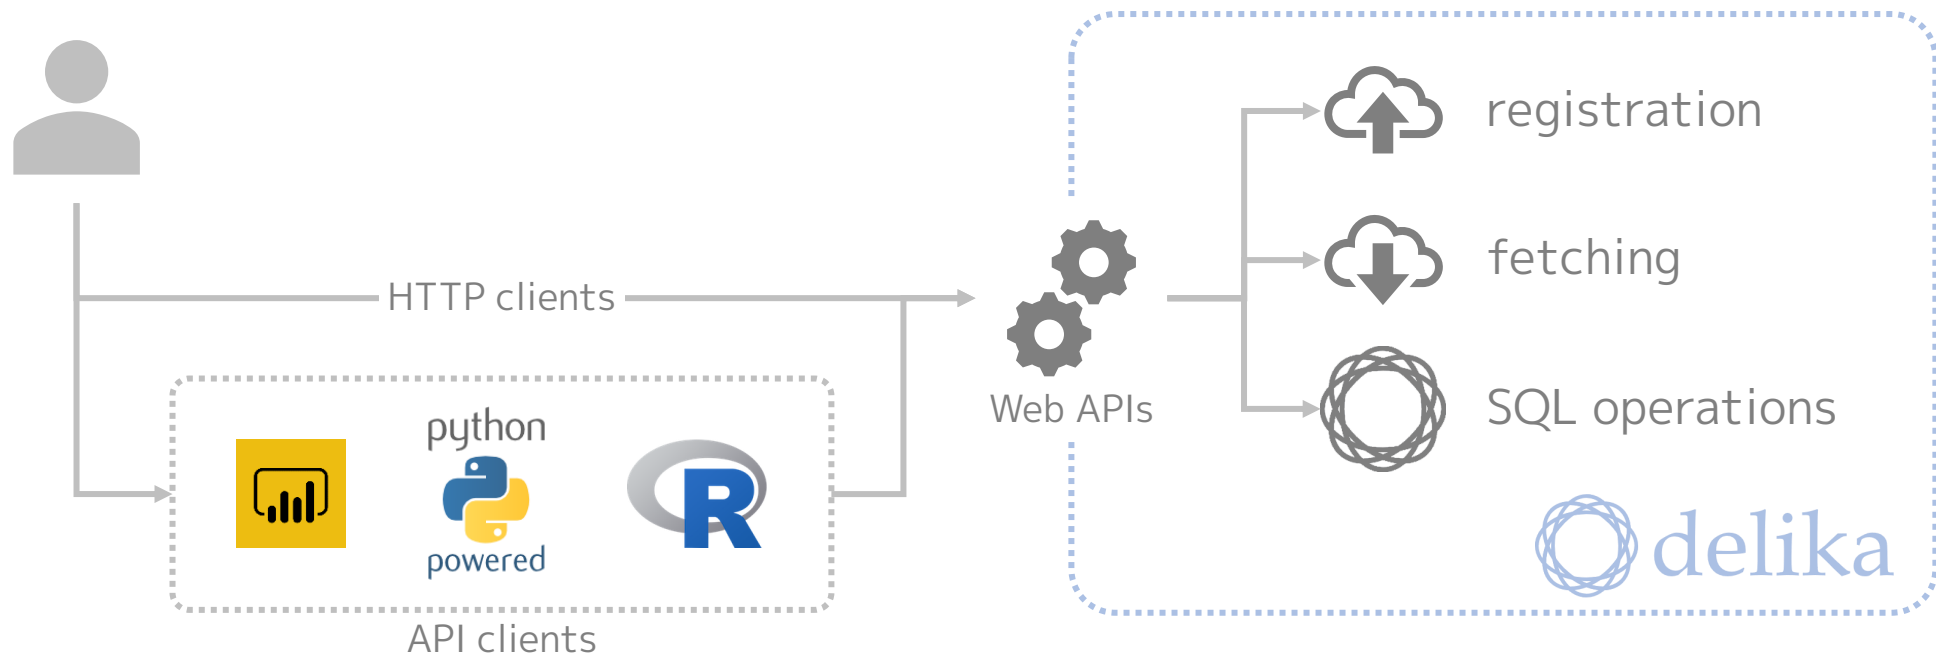 registration
fetching
HTTP clients
Web APIs
SQL operations
python
powered
R
delika
API clients